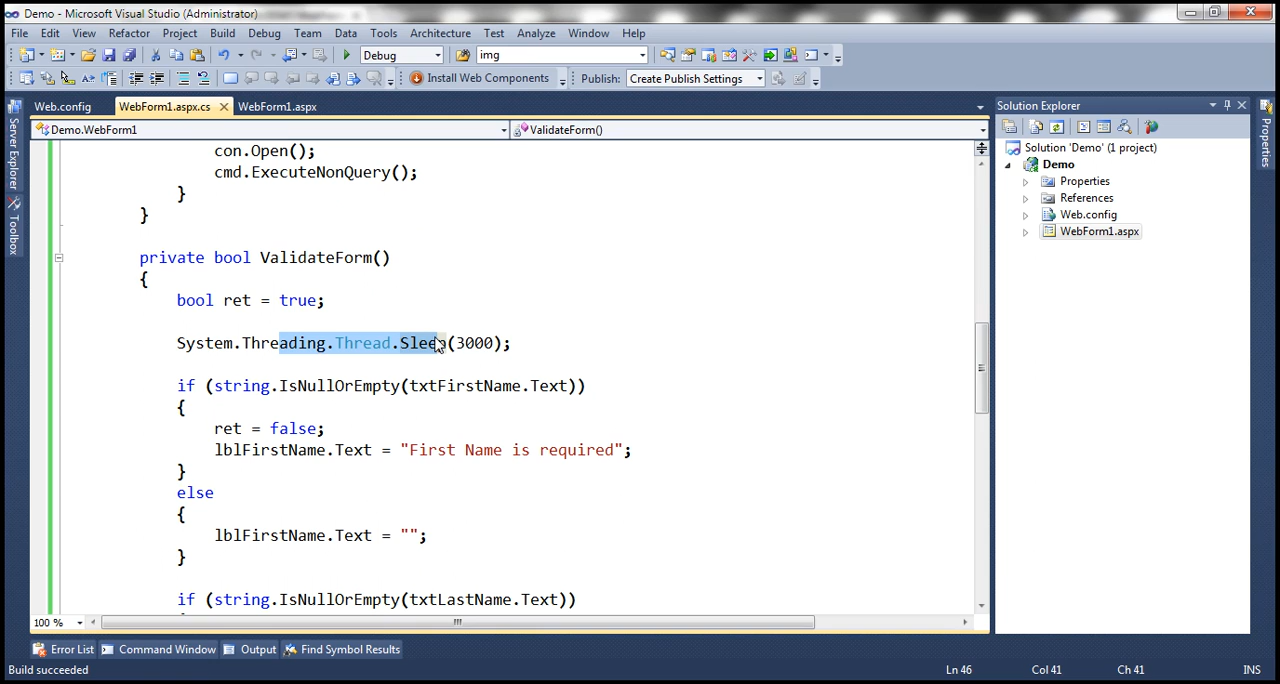 Demo - Microsoft Visual Studio (Administrator)
File Edit View Refactor Project Build Debug Team Data Tools Architecture Test Analyze Window Help
Debug img
Install Web Components Publish: Create Publish Settings
Web.config WebForm1.aspx.cs WebForm1.aspx
Solution Explorer
Demo.WebForm1 ValidateForm()
Server Explorer
Toolbox
Properties
con.Open();
cmd.ExecuteNonQuery();
}
}
private bool ValidateForm()
{
bool ret = true;
System.Threading.Thread.Sleep(3000);
if (string.IsNullOrEmpty(txtFirstName.Text))
{
ret = false;
lblFirstName.Text = "First Name is required";
}
else
{
lblFirstName.Text = "";
}
if (string.IsNullOrEmpty(txtLastName.Text))
Solution 'Demo' (1 project)
Demo
Properties
References
Web.config
WebForm1.aspx
100 %
Error List Command Window Output Find Symbol Results
Build succeeded Ln 46 Col 41 Ch 41 INS